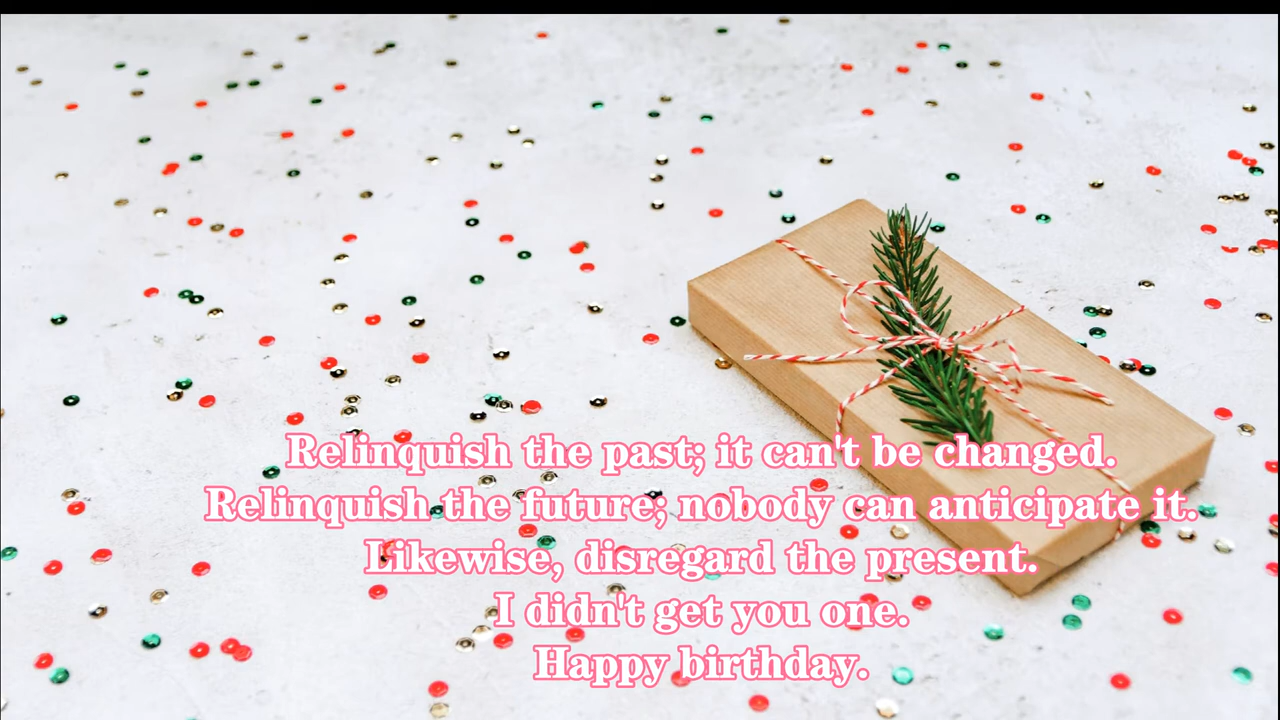 Relinquish the past; it can't be changed.
Relinquish the future; nobody can anticipate it.
Likewise, disregard the present.
I didn't get you one.
Happy birthday.